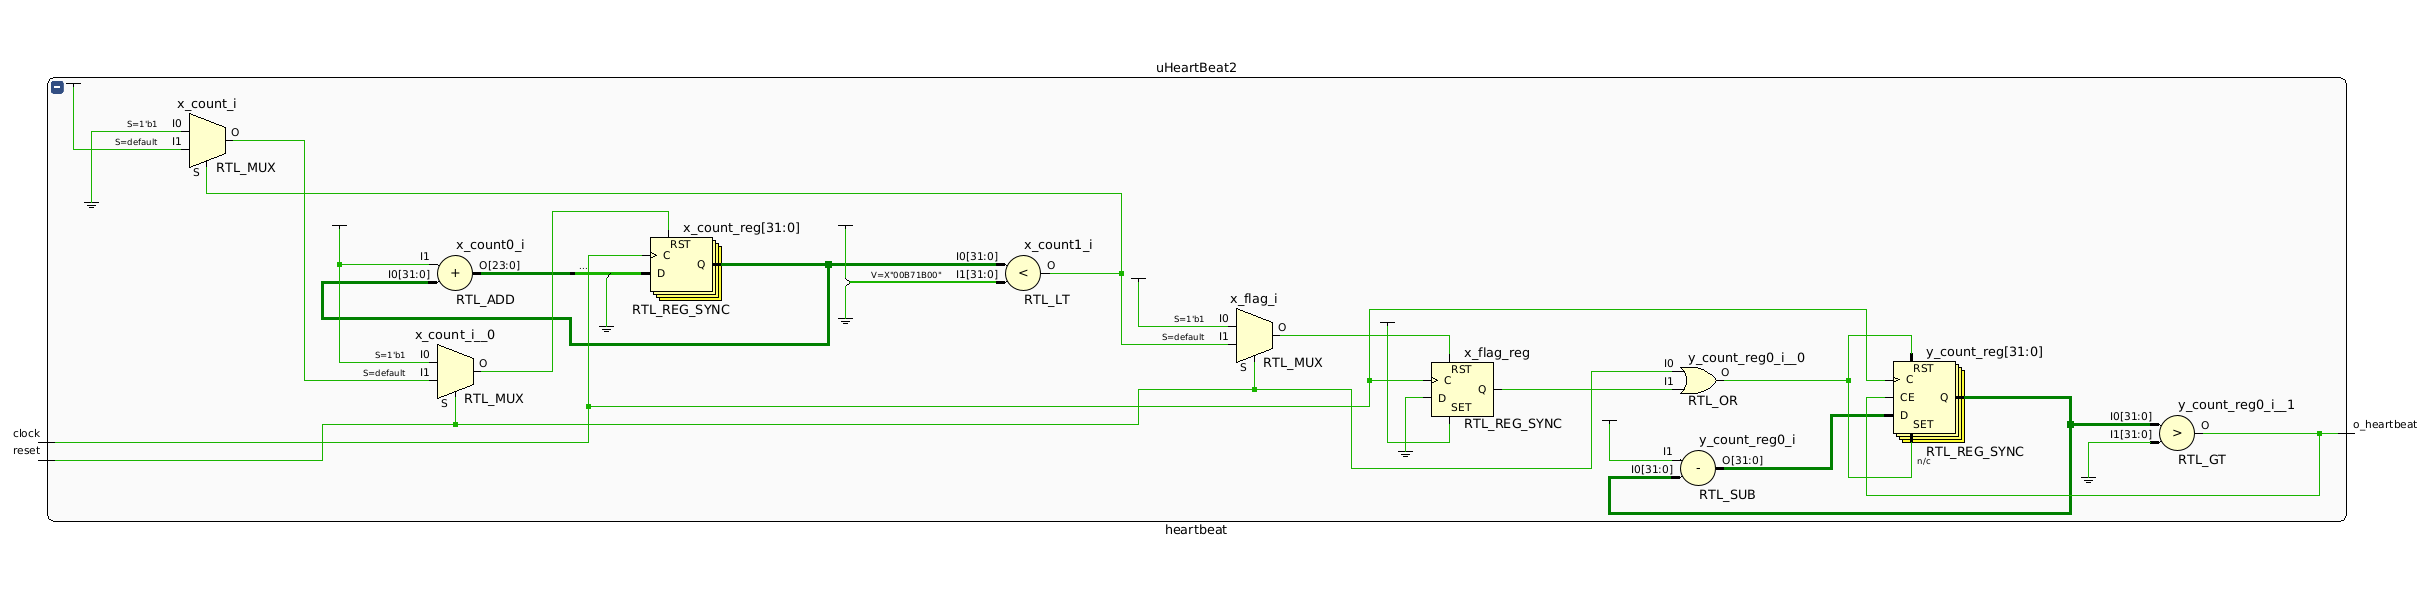 uHeartBeat2
x_count_i
S=1'b1 I0
S=default I1
O
S
RTL_MUX
x_count0_i
I1
I0[31:0]
+
O[23:0]
RTL_ADD
...
x_count_reg[31:0]
RST
C
D
Q
RTL_REG_SYNC
x_count_i__0
S=1'b1 I0
S=default I1
O
S
RTL_MUX
x_count1_i
I0[31:0]
V=X"00B71B00" I1[31:0]
<
O
RTL_LT
x_flag_i
S=1'b1 I0
S=default I1
O
S
RTL_MUX
x_flag_reg
RST
C
D
Q
SET
RTL_REG_SYNC
y_count_reg0_i__0
I0
I1
O
RTL_OR
y_count_reg0_i
I1
I0[31:0]
-
O[31:0]
RTL_SUB
y_count_reg[31:0]
RST
C
CE
D
Q
SET
RTL_REG_SYNC
n/c
y_count_reg0_i__1
I0[31:0]
I1[31:0]
>
O
RTL_GT
clock
reset
o_heartbeat
heartbeat